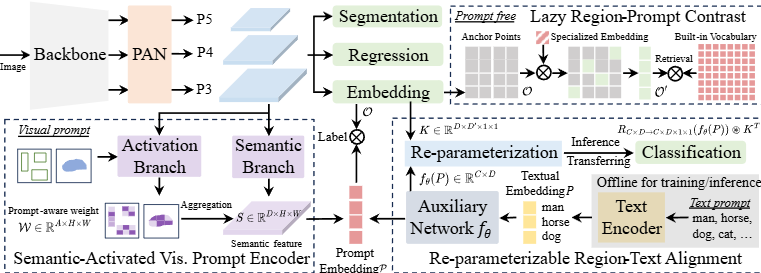 Image
Backbone
PAN
P5
P4
P3
Segmentation
Regression
Embedding
Prompt free
Lazy Region-Prompt Contrast
Anchor Points
Specialized Embedding
Built-in Vocabulary
𝒪
𝒪′
Retrieval
𝒪
Label
Visual prompt
Activation
Branch
Semantic
Branch
Prompt-aware weight
𝒲 ∈ ℝ^{A×H×W}
Aggregation
S ∈ ℝ^{D×H×W}
Semantic feature
Semantic-Activated Vis. Prompt Encoder
Prompt
Embedding𝒫
K ∈ ℝ^{D×D′×1×1}
R_{C×D→C×D×1×1}(f_θ(P)) ⊛ K^T
Re-parameterization
Inference
Transferring
Classification
f_θ(P) ∈ ℝ^{C×D}
Auxiliary
Network f_θ
Textual
Embedding P
man
horse
dog
Offline for training/inference
Text
Encoder
Text prompt
man, horse,
dog, cat, …
Re-parameterizable Region-Text Alignment